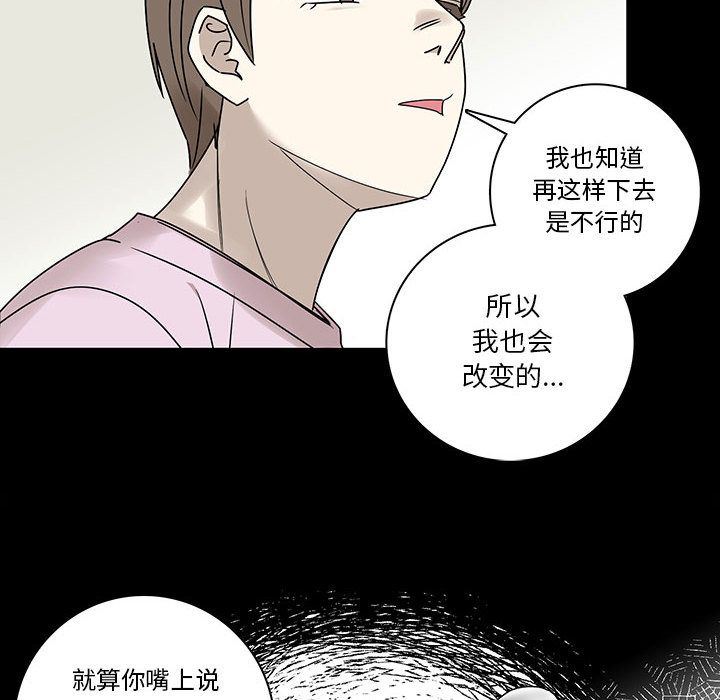 我也知道
再这样下去
是不行的
所以
我也会
改变的...
就算你嘴上说